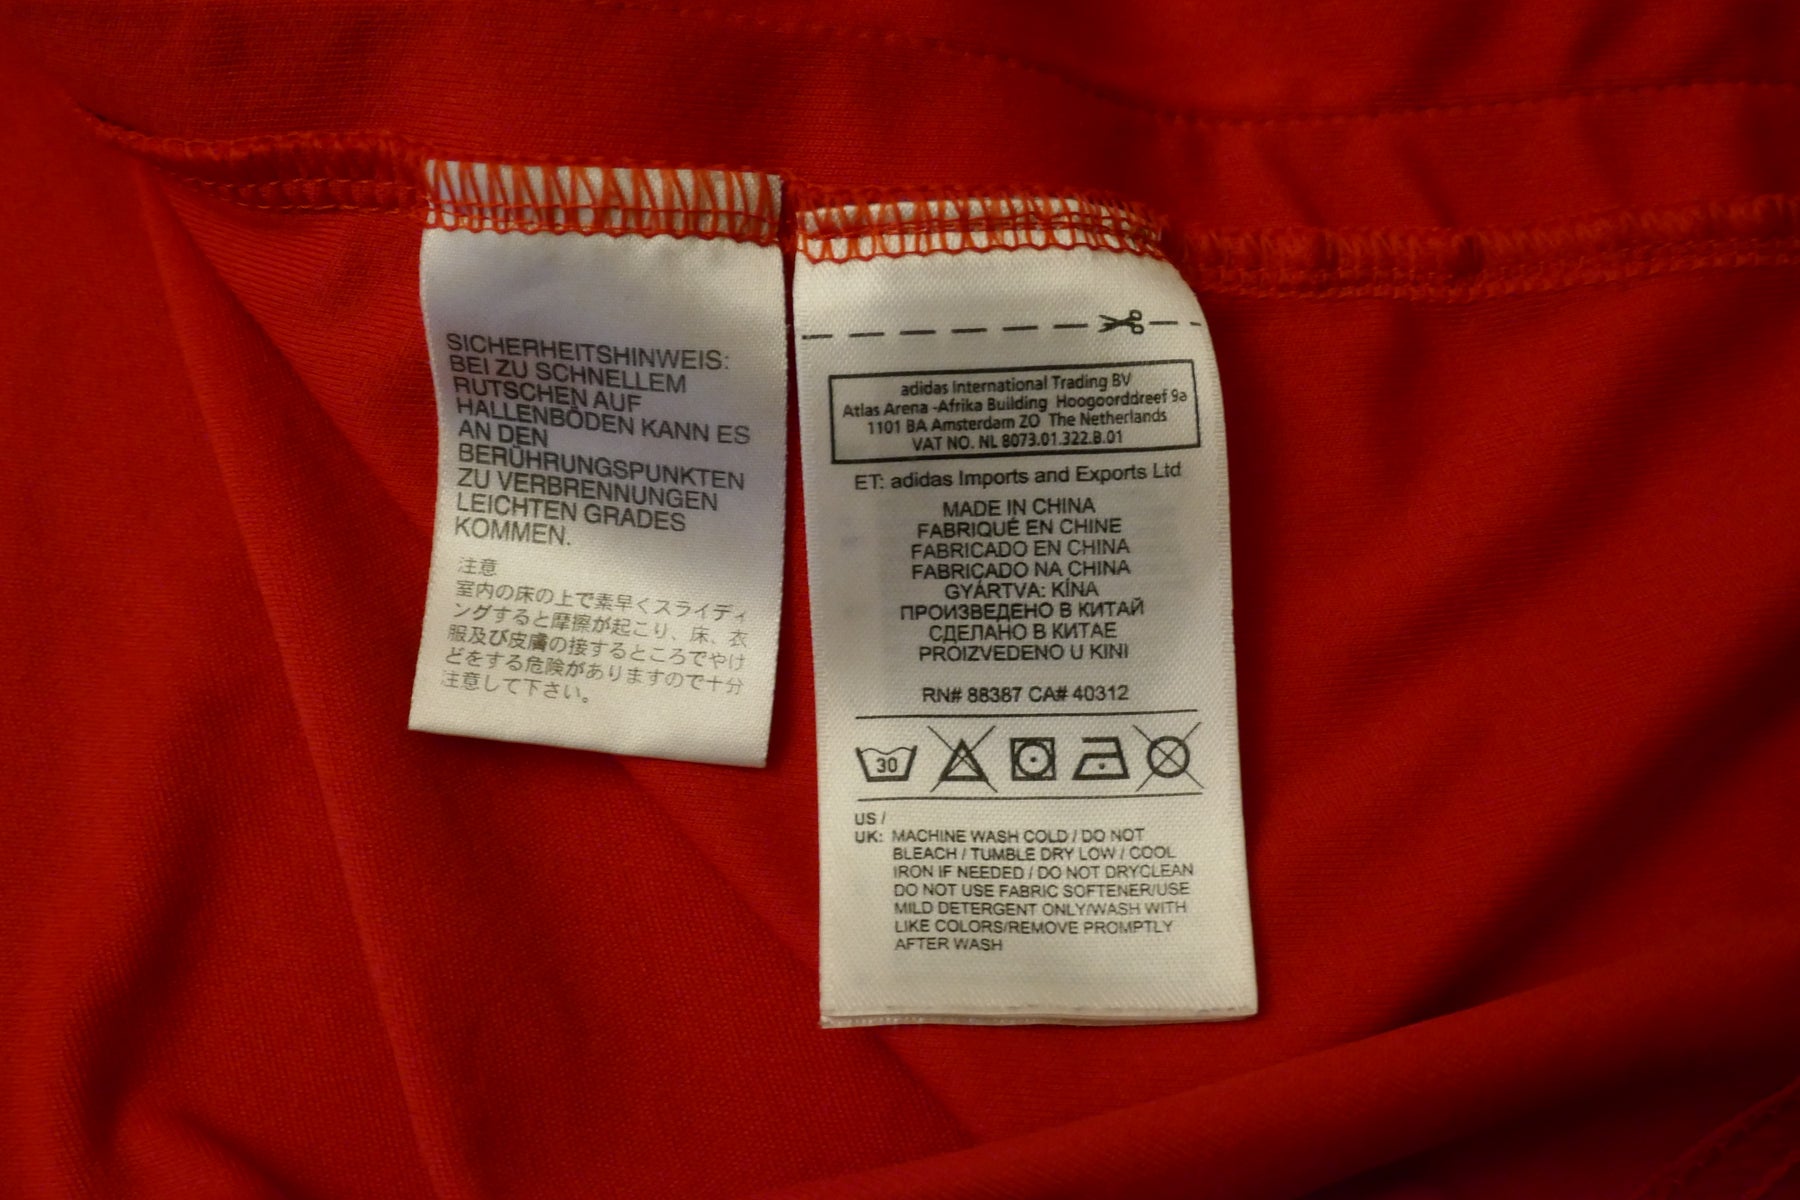 SICHERHEITSHINWEIS:
BEI ZU SCHNELLEM
RUTSCHEN AUF
HALLENBÖDEN KANN ES
AN DEN
BERÜHRUNGSPUNKTEN
ZU VERBRENNUNGEN
LEICHTEN GRADES
KOMMEN.
注意
室内の床の上で素早くスライディ
ングすると摩擦が起こり、床、衣
服及び皮膚の接するところでやけ
どをする危険がありますので十分
注意して下さい。
adidas International Trading BV
Atlas Arena -Afrika Building Hoogoorddreef 9a
1101 BA Amsterdam ZO The Netherlands
VAT NO. NL 8073.01.322.B.01
ET: adidas Imports and Exports Ltd
MADE IN CHINA
FABRIQUÉ EN CHINE
FABRICADO EN CHINA
FABRICADO NA CHINA
GYÁRTVA: KÍNA
ПРОИЗВЕДЕНО В КИТАЙ
СДЕЛАНО В КИТАЕ
PROIZVEDENO U KINI
RN# 88387 CA# 40312
30
US /
UK: MACHINE WASH COLD / DO NOT
BLEACH / TUMBLE DRY LOW / COOL
IRON IF NEEDED / DO NOT DRYCLEAN
DO NOT USE FABRIC SOFTENER/USE
MILD DETERGENT ONLY/WASH WITH
LIKE COLORS/REMOVE PROMPTLY
AFTER WASH